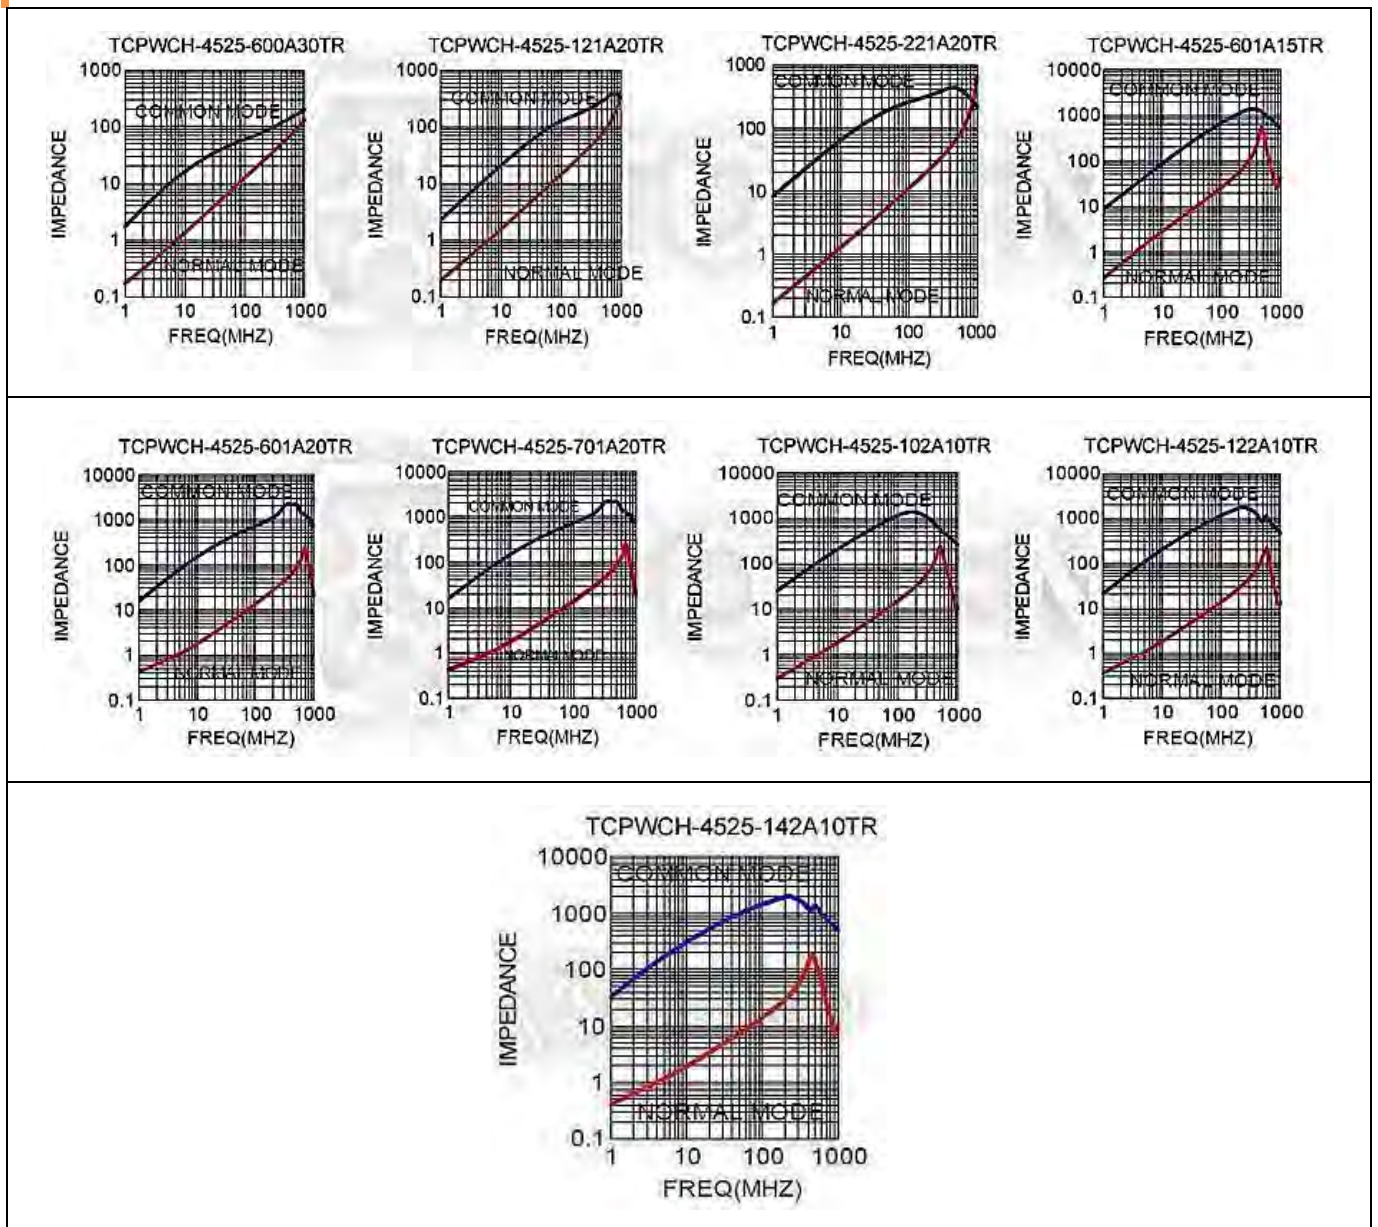 TCPWCH-4525-600A30TR
1000
100
10
1
0.1
IMPEDANCE
COMMON MODE
NORMAL MODE
1 10 100 1000
FREQ(MHZ)
TCPWCH-4525-121A20TR
1000
100
10
1
0.1
IMPEDANCE
COMMON MODE
NORMAL MODE
1 10 100 1000
FREQ(MHZ)
TCPWCH-4525-221A20TR
1000
100
10
1
0.1
IMPEDANCE
COMMON MODE
NORMAL MODE
1 10 100 1000
FREQ(MHZ)
TCPWCH-4525-601A15TR
10000
1000
100
10
1
0.1
IMPEDANCE
COMMON MODE
NORMAL MODE
1 10 100 1000
FREQ(MHZ)
TCPWCH-4525-601A20TR
10000
1000
100
10
1
0.1
IMPEDANCE
COMMON MODE
NORMAL MODE
1 10 100 1000
FREQ(MHZ)
TCPWCH-4525-701A20TR
10000
1000
100
10
1
0.1
IMPEDANCE
COMMON MODE
NORMAL MODE
1 10 100 1000
FREQ(MHZ)
TCPWCH-4525-102A10TR
10000
1000
100
10
1
0.1
IMPEDANCE
COMMON MODE
NORMAL MODE
1 10 100 1000
FREQ(MHZ)
TCPWCH-4525-122A10TR
10000
1000
100
10
1
0.1
IMPEDANCE
COMMON MODE
NORMAL MODE
1 10 100 1000
FREQ(MHZ)
TCPWCH-4525-142A10TR
10000
1000
100
10
1
0.1
IMPEDANCE
COMMON MODE
NORMAL MODE
1 10 100 1000
FREQ(MHZ)